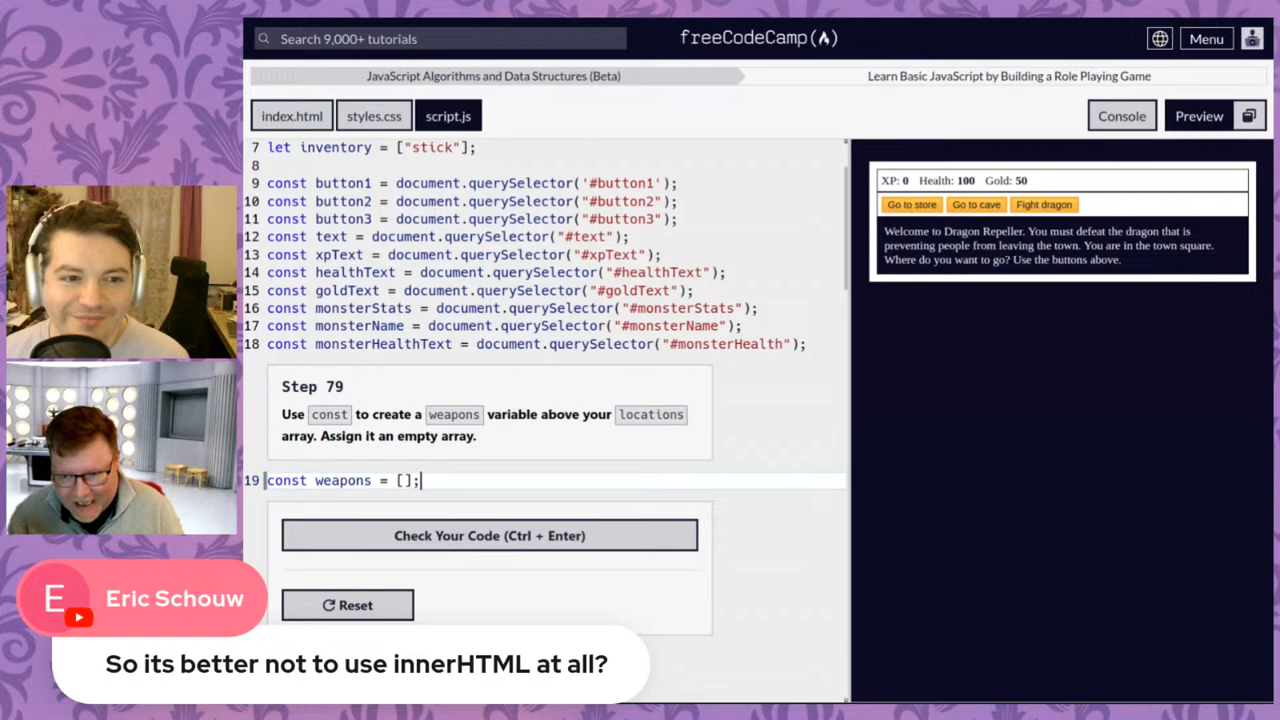 Search 9,000+ tutorials
freeCodeCamp
Menu
JavaScript Algorithms and Data Structures (Beta)
Learn Basic JavaScript by Building a Role Playing Game
index.html
styles.css
script.js
Console
Preview
7 let inventory = ["stick"];
8
9 const button1 = document.querySelector('#button1');
10 const button2 = document.querySelector("#button2");
11 const button3 = document.querySelector("#button3");
12 const text = document.querySelector("#text");
13 const xpText = document.querySelector("#xpText");
14 const healthText = document.querySelector("#healthText");
15 const goldText = document.querySelector("#goldText");
16 const monsterStats = document.querySelector("#monsterStats");
17 const monsterName = document.querySelector("#monsterName");
18 const monsterHealthText = document.querySelector("#monsterHealth");
Step 79
Use const to create a weapons variable above your locations
array. Assign it an empty array.
19 const weapons = [];
Check Your Code (Ctrl + Enter)
Reset
XP: 0 Health: 100 Gold: 50
Go to store
Go to cave
Fight dragon
Welcome to Dragon Repeller. You must defeat the dragon that is
preventing people from leaving the town. You are in the town square.
Where do you want to go? Use the buttons above.
E
Eric Schouw
So its better not to use innerHTML at all?